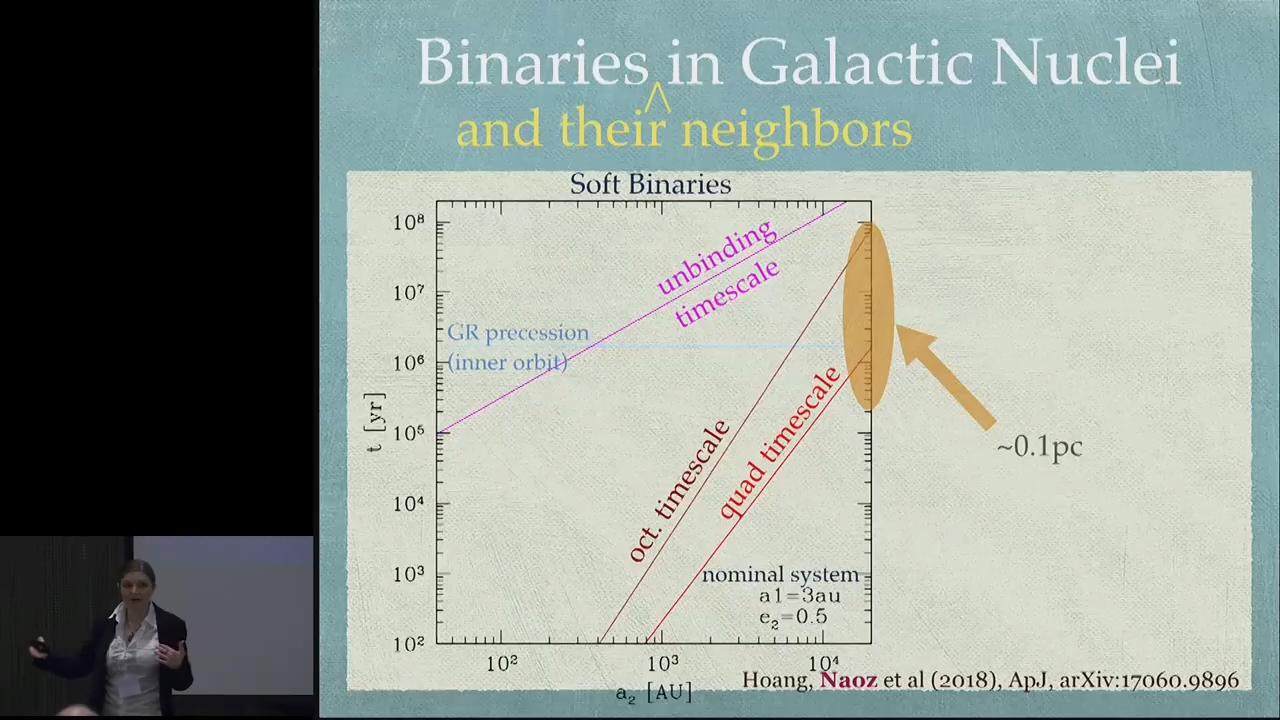 Binaries in Galactic Nuclei
^
and their neighbors
Soft Binaries
10⁸
10⁷
10⁶
10⁵
10⁴
10³
10²
t [yr]
unbinding
timescale
GR precession
(inner orbit)
oct. timescale
quad timescale
~0.1pc
nominal system
a1=3au
e₂=0.5
10² 10³ 10⁴
a₂ [AU]
Hoang, Naoz et al (2018), ApJ, arXiv:17060.9896